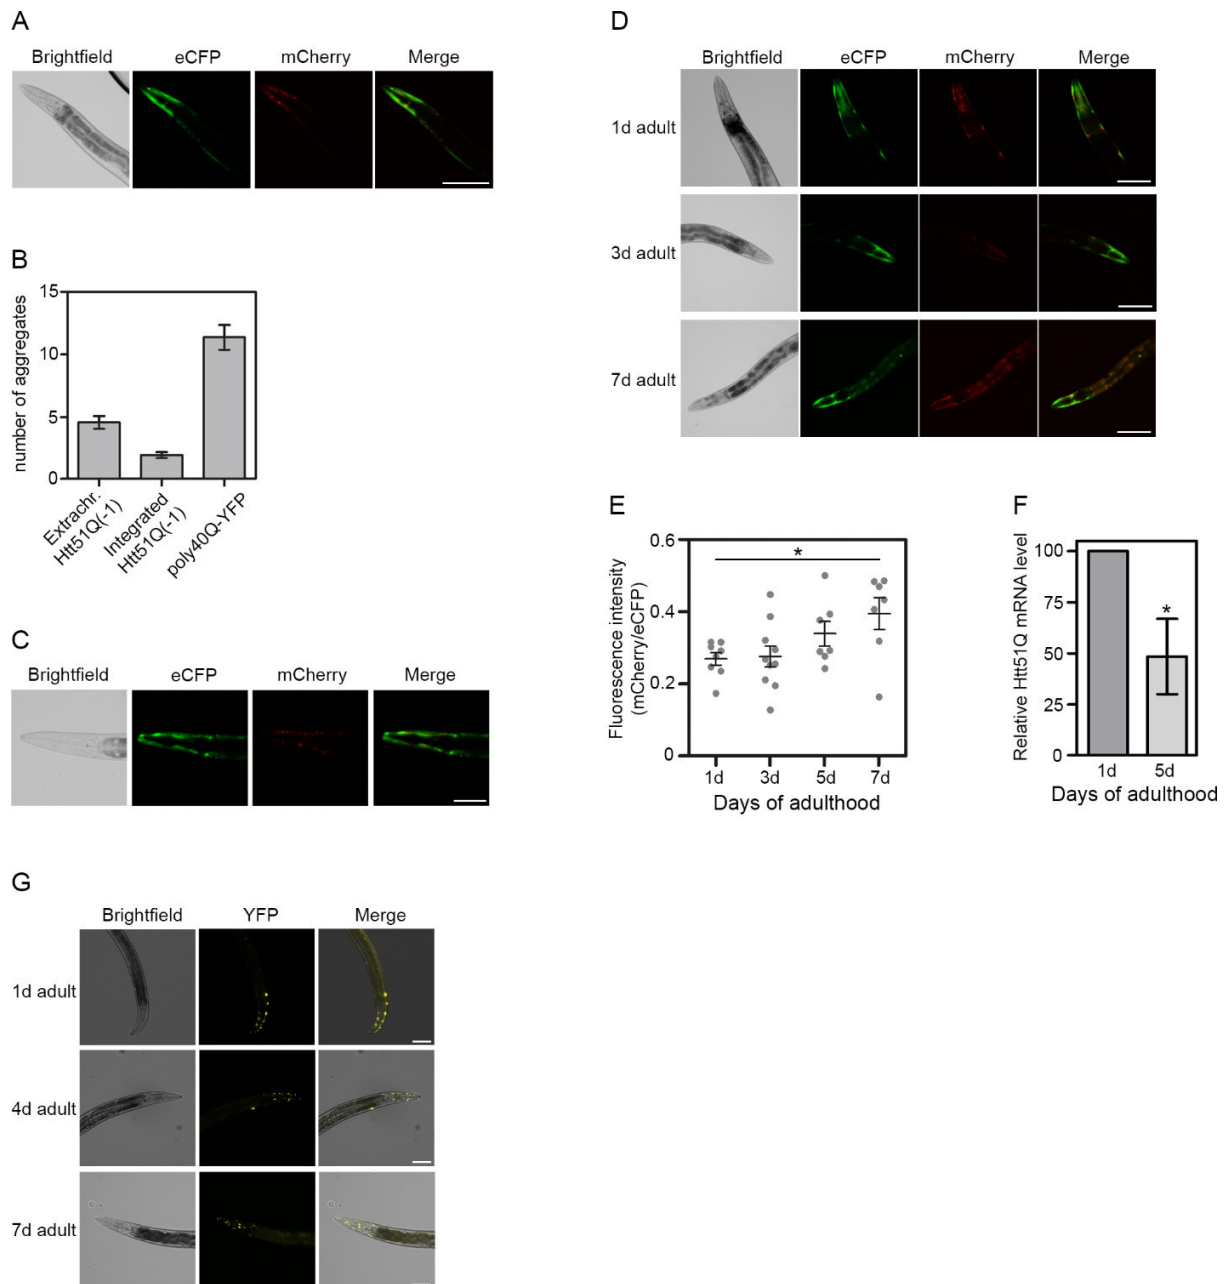 A
Brightfield eCFP mCherry Merge
B
number of aggregates
15
10
5
0
Extrachr.
Htt51Q(-1)
Integrated
Htt51Q(-1)
poly40Q-YFP
C
Brightfield eCFP mCherry Merge
D
Brightfield eCFP mCherry Merge
1d adult
3d adult
7d adult
E
Fluorescence intensity
(mCherry/eCFP)
0.6
0.4
0.2
0
*
1d 3d 5d 7d
Days of adulthood
F
Relative Htt51Q mRNA level
100
75
50
25
0
*
1d 5d
Days of adulthood
G
Brightfield YFP Merge
1d adult
4d adult
7d adult